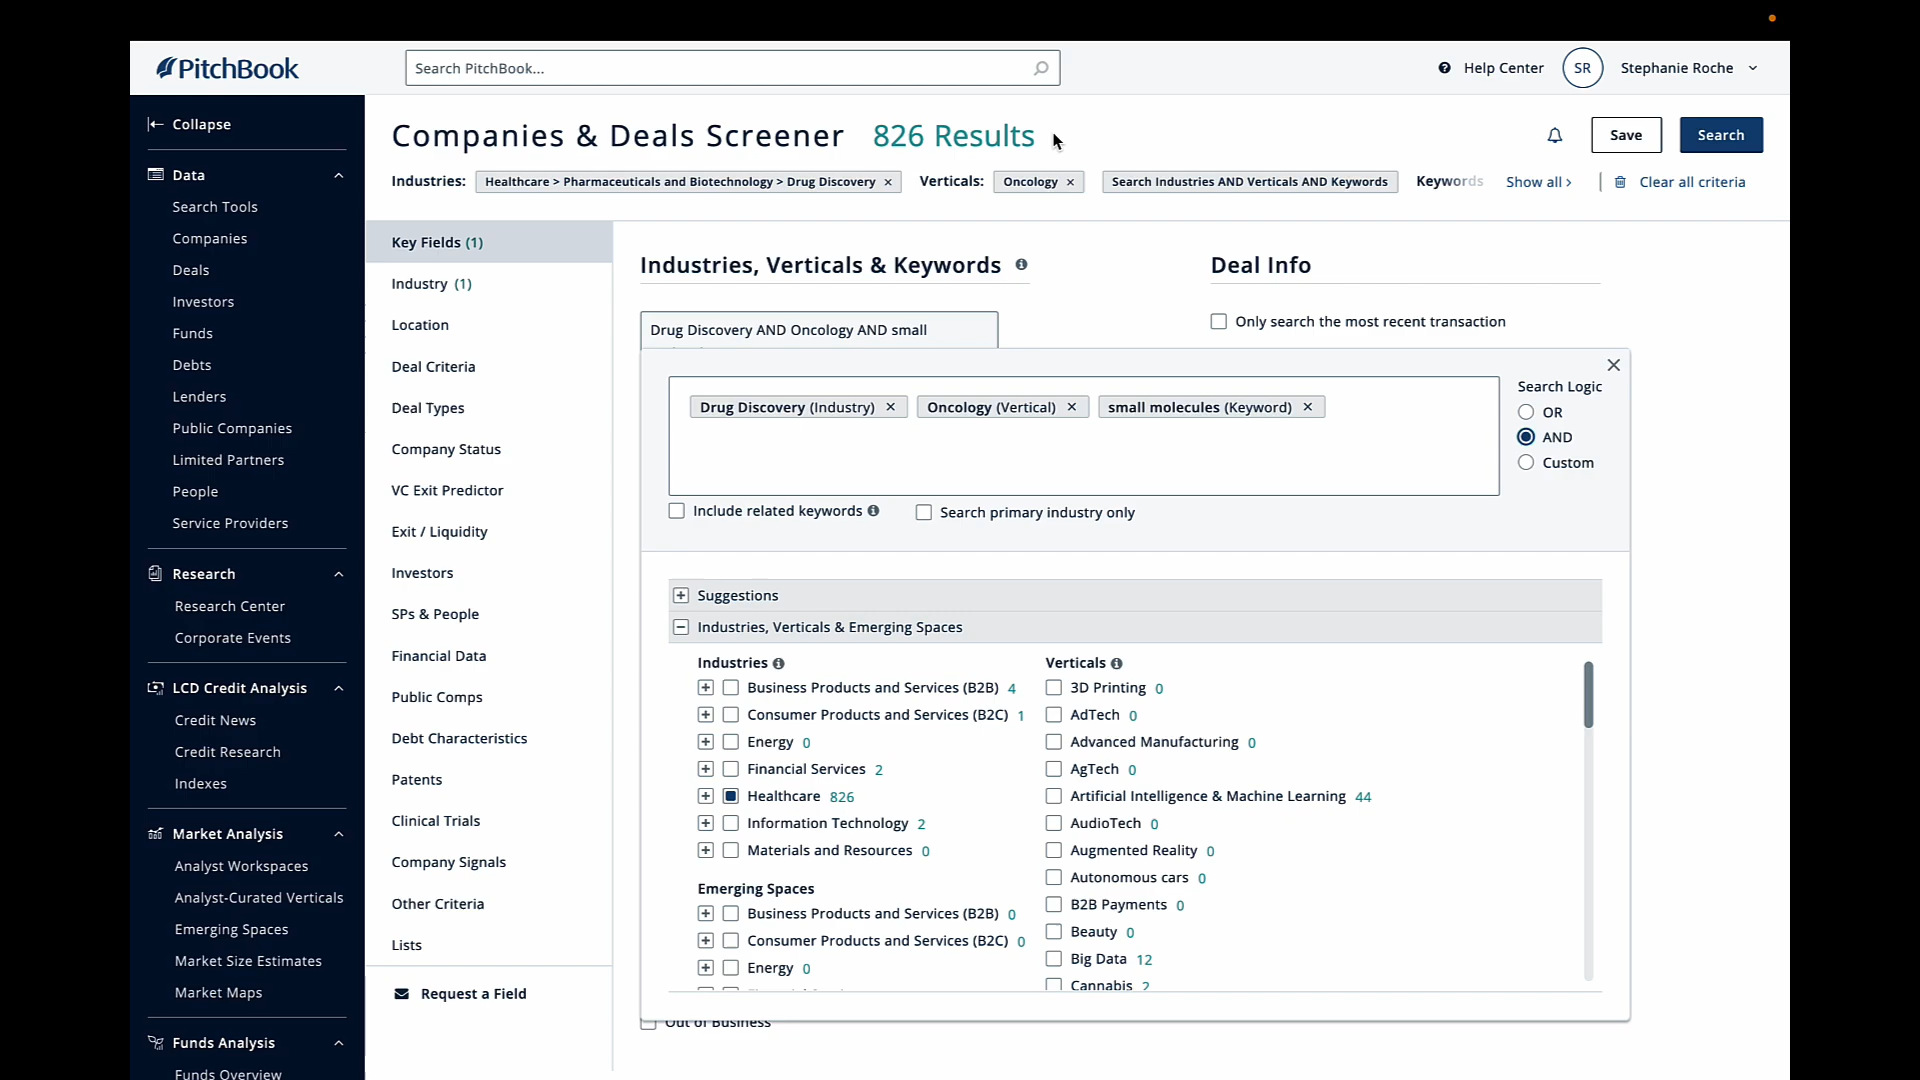 PitchBook
Search PitchBook...
Help Center
SR
Stephanie Roche
Collapse
Data
Search Tools
Companies
Deals
Investors
Funds
Debts
Lenders
Public Companies
Limited Partners
People
Service Providers
Research
Research Center
Corporate Events
LCD Credit Analysis
Credit News
Credit Research
Indexes
Market Analysis
Analyst Workspaces
Analyst-Curated Verticals
Emerging Spaces
Market Size Estimates
Market Maps
Funds Analysis
Funds Overview
Companies & Deals Screener 826 Results
Save
Search
Industries: Healthcare > Pharmaceuticals and Biotechnology > Drug Discovery × Verticals: Oncology × Search Industries AND Verticals AND Keywords Keywords Show all > Clear all criteria
Key Fields (1)
Industry (1)
Location
Deal Criteria
Deal Types
Company Status
VC Exit Predictor
Exit / Liquidity
Investors
SPs & People
Financial Data
Public Comps
Debt Characteristics
Patents
Clinical Trials
Company Signals
Other Criteria
Lists
Request a Field
Industries, Verticals & Keywords
Deal Info
Drug Discovery AND Oncology AND small
Only search the most recent transaction
Drug Discovery (Industry) × Oncology (Vertical) × small molecules (Keyword) ×
Search Logic
OR
AND
Custom
Include related keywords
Search primary industry only
Suggestions
Industries, Verticals & Emerging Spaces
Industries
Business Products and Services (B2B) 4
Consumer Products and Services (B2C) 1
Energy 0
Financial Services 2
Healthcare 826
Information Technology 2
Materials and Resources 0
Emerging Spaces
Business Products and Services (B2B) 0
Consumer Products and Services (B2C) 0
Energy 0
Verticals
3D Printing 0
AdTech 0
Advanced Manufacturing 0
AgTech 0
Artificial Intelligence & Machine Learning 44
AudioTech 0
Augmented Reality 0
Autonomous cars 0
B2B Payments 0
Beauty 0
Big Data 12
Cannabis 2
Out of Business